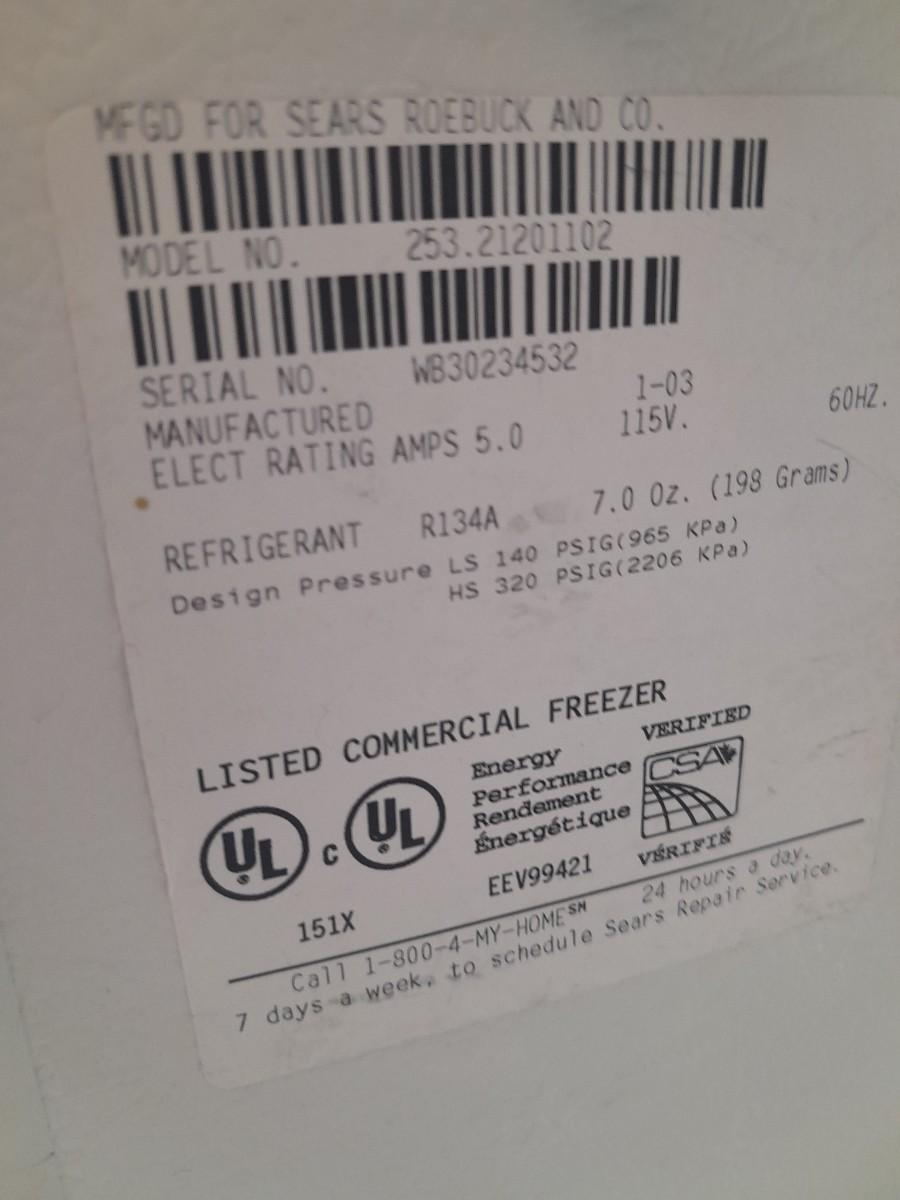 MFGD FOR SEARS ROEBUCK AND CO.
MODEL NO. 253.21201102
SERIAL NO. WB30234532
MANUFACTURED 1-03
ELECT RATING AMPS 5.0 115V. 60HZ.
REFRIGERANT R134A 7.0 Oz. (198 Grams)
Design Pressure LS 140 PSIG(965 KPa)
HS 320 PSIG(2206 KPa)
LISTED COMMERCIAL FREEZER
UL ® C UL ®
Energy
Performance
Rendement
Énergétique
VERIFIED
CSA
VÉRIFIÉ
151X
EEV99421
Call 1-800-4-MY-HOME℠ 24 hours a day,
7 days a week, to schedule Sears Repair Service.